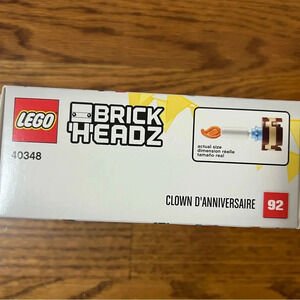 LEGO
BRICK
HEADZ
40348
actual size
dimension réelle
tamaño real
CLOWN D'ANNIVERSAIRE 92